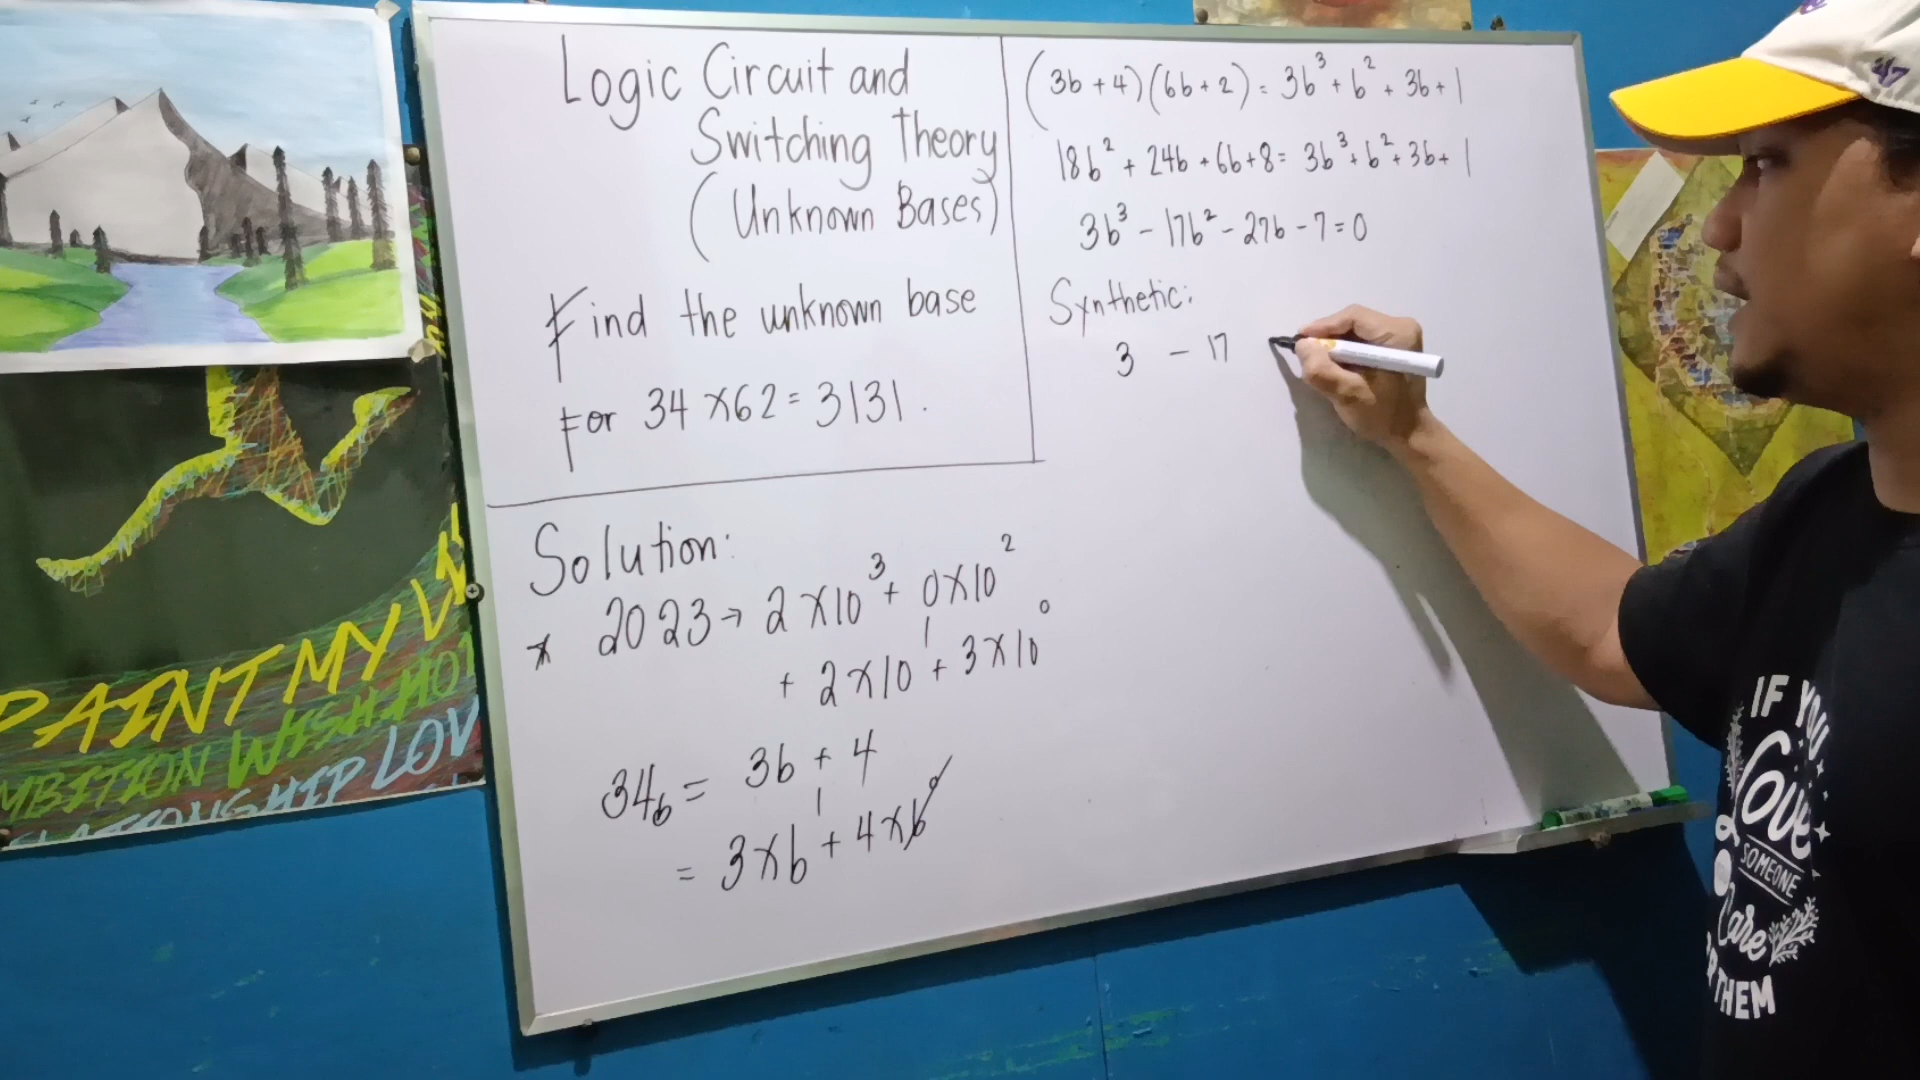 Logic Circuit and
Switching Theory
(Unknown Bases)
Find the unknown base
For 34 x 62 = 3131.
Solution:
* 2023 → 2 x 10³ + 0 x 10²
+ 2 x 10¹ + 3 x 10⁰
34b = 3b + 4
= 3 x b¹ + 4 x b⁰
(3b + 4)(6b + 2) = 3b³ + b² + 3b + 1
18b² + 24b + 6b + 8 = 3b³ + b² + 3b + 1
3b³ - 17b² - 27b - 7 = 0
Synthetic:
3 - 17
PAINT MY
AMBITION WISH
RELATIONSHIP LOV
47
IF YOU
Love
SOMEONE
Care
THEM